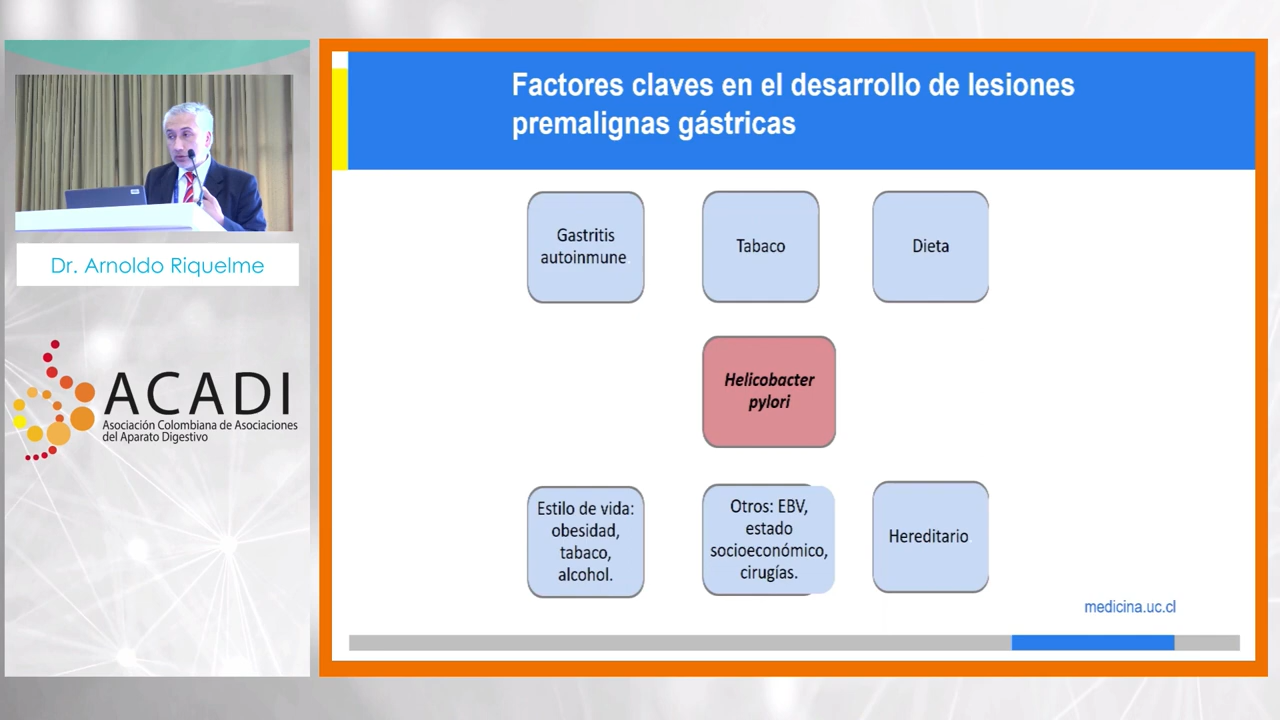 Factores claves en el desarrollo de lesiones
premalignas gástricas
Dr. Arnoldo Riquelme
ACADI
Asociación Colombiana de Asociaciones
del Aparato Digestivo
Gastritis
autoinmune
Tabaco
Dieta
Helicobacter
pylori
Estilo de vida:
obesidad,
tabaco,
alcohol.
Otros: EBV,
estado
socioeconómico,
cirugías.
Hereditario
medicina.uc.cl